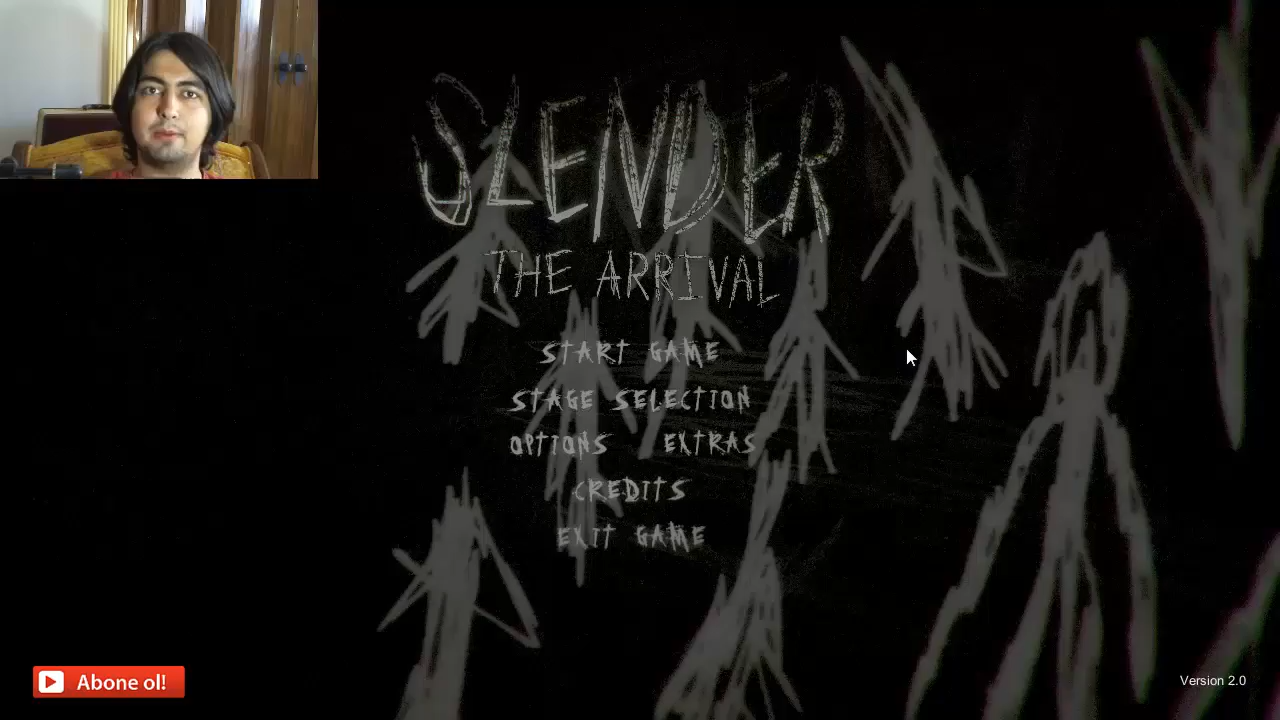 SLENDER
THE ARRIVAL
START GAME
STAGE SELECTION
OPTIONS EXTRAS
CREDITS
EXIT GAME
Abone ol!
Version 2.0